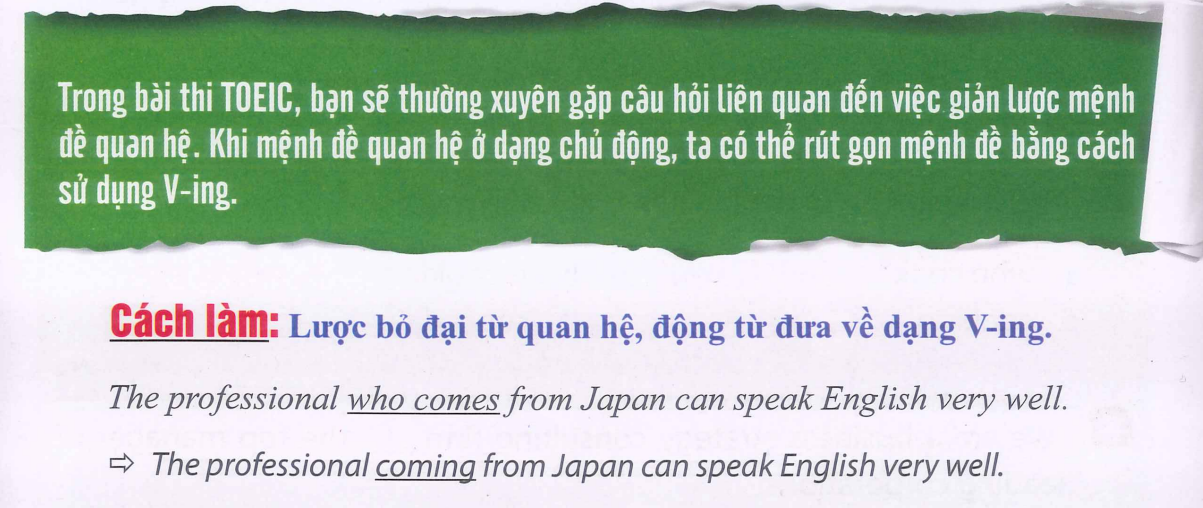 Trong bài thi TOEIC, bạn sẽ thường xuyên gặp câu hỏi liên quan đến việc giản lược mệnh
đề quan hệ. Khi mệnh đề quan hệ ở dạng chủ động, ta có thể rút gọn mệnh đề bằng cách
sử dụng V-ing.
Cách làm: Lược bỏ đại từ quan hệ, động từ đưa về dạng V-ing.
The professional who comes from Japan can speak English very well.
⇨ The professional coming from Japan can speak English very well.